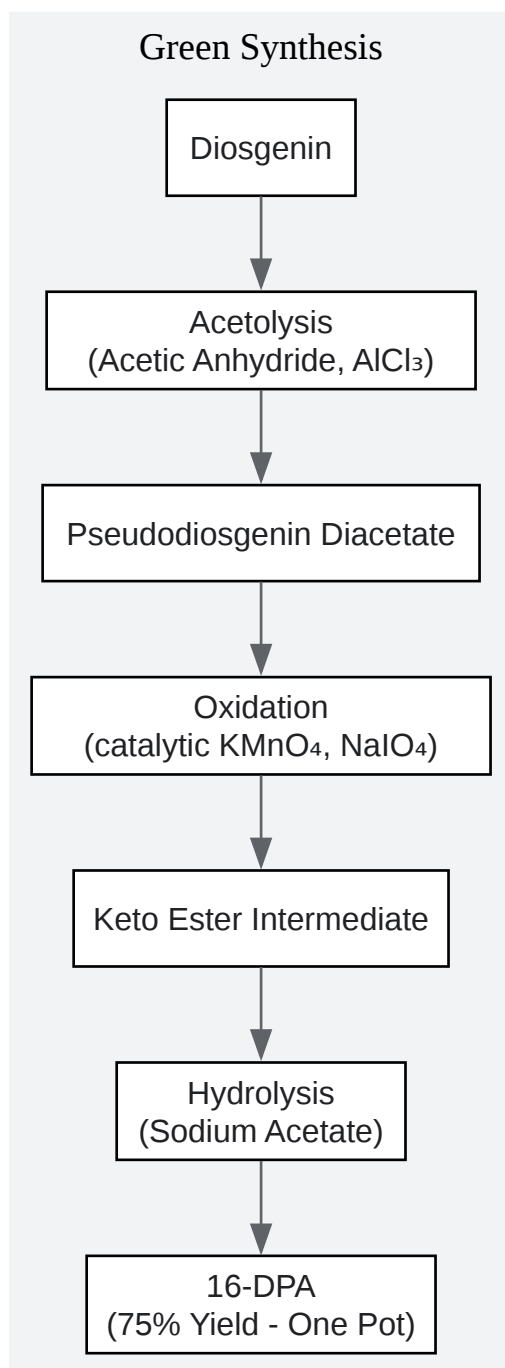 Green Synthesis
Diosgenin
Acetolysis
(Acetic Anhydride, AlCl₃)
Pseudodiosgenin Diacetate
Oxidation
(catalytic KMnO₄, NaIO₄)
Keto Ester Intermediate
Hydrolysis
(Sodium Acetate)
16-DPA
(75% Yield - One Pot)